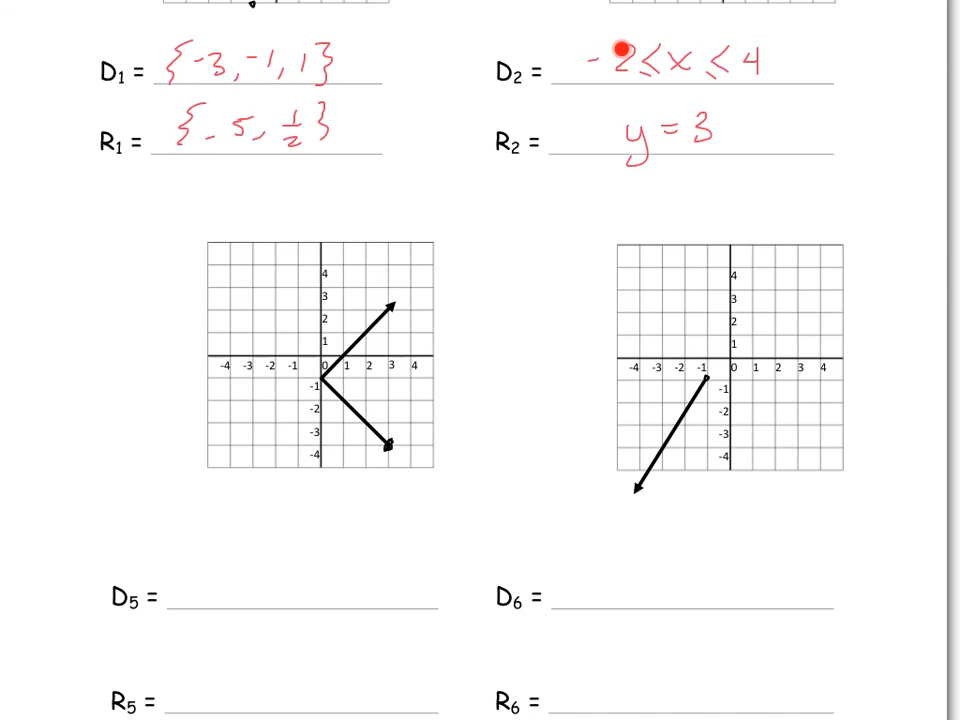 D₁ = {-3, -1, 1}
D₂ = -2 ≤ x ≤ 4
R₁ = {-5, 1/2}
R₂ = y = 3
4
3
2
1
-4 -3 -2 -1 0 1 2 3 4
-1
-2
-3
-4
4
3
2
1
-4 -3 -2 -1 0 1 2 3 4
-1
-2
-3
-4
D₅ =
D₆ =
R₅ =
R₆ =